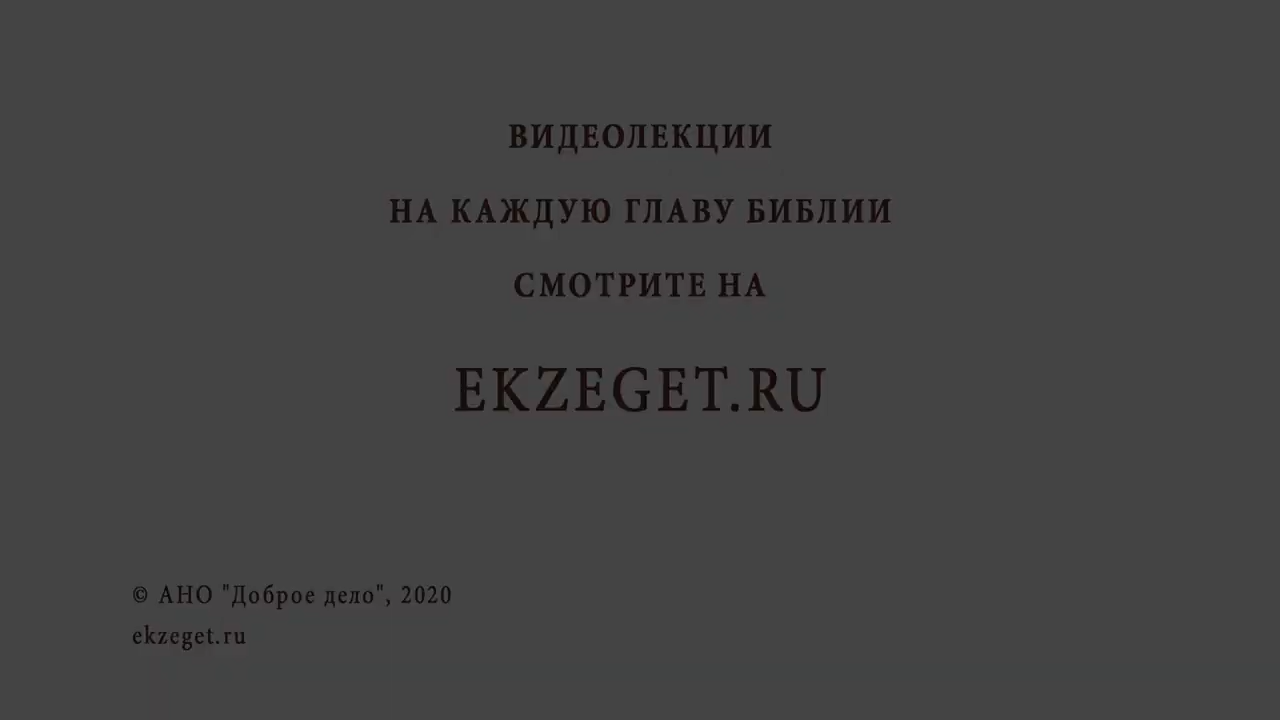 ВИДЕОЛЕКЦИИ
НА КАЖДУЮ ГЛАВУ БИБЛИИ
СМОТРИТЕ НА
EKZEGET.RU
© АНО "Доброе дело", 2020
ekzeget.ru